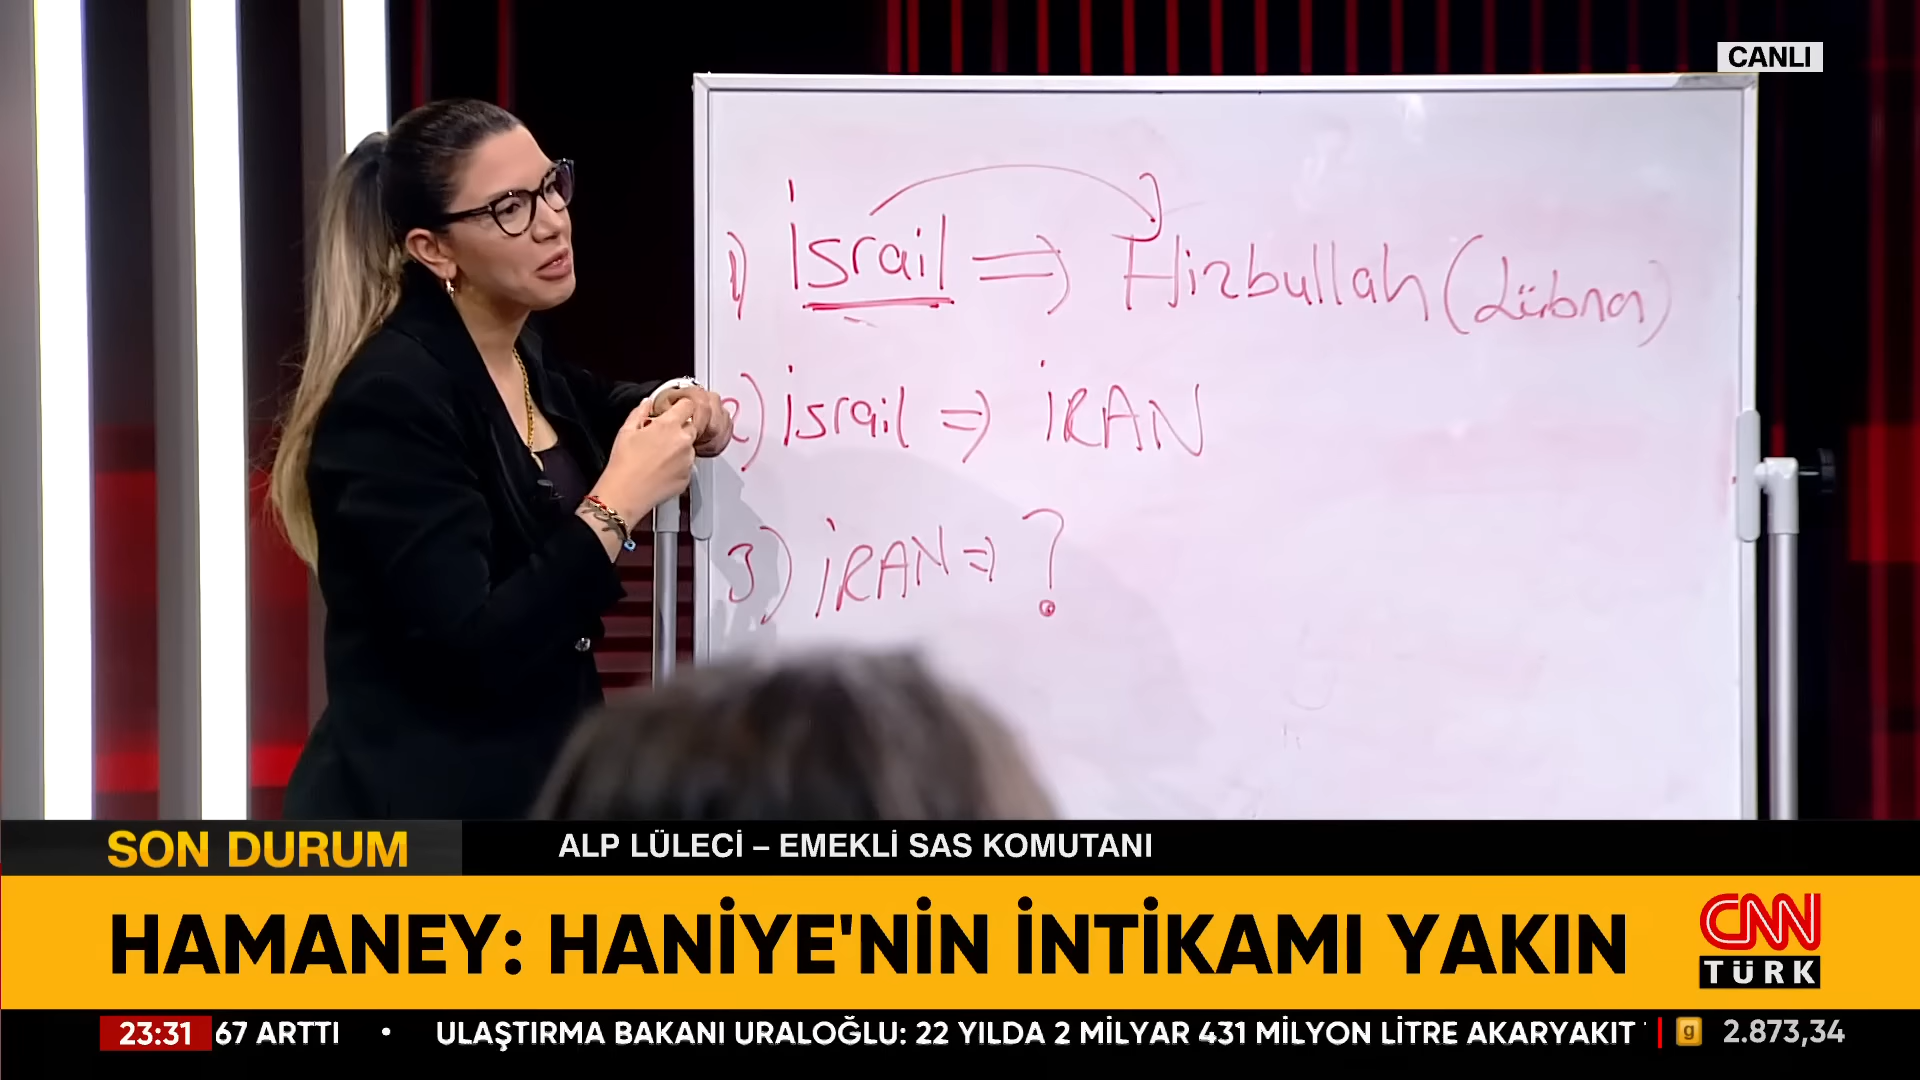 CANLI
1) İsrail => Hizbullah (Lübnan)
2) İsrail => İRAN
3) İRAN => ?
SON DURUM
ALP LÜLECİ – EMEKLİ SAS KOMUTANI
HAMANEY: HANİYE'NİN İNTİKAMI YAKIN
CNN
TÜRK
23:31 67 ARTTI • ULAŞTIRMA BAKANI URALOĞLU: 22 YILDA 2 MİLYAR 431 MİLYON LİTRE AKARYAKIT g 2.873,34